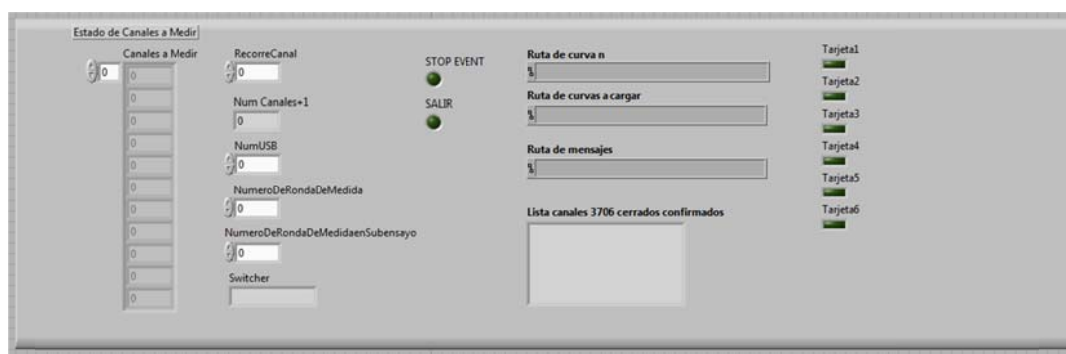 Estado de Canales a Medir
Canales a Medir
0
0
0
0
0
0
0
0
0
0
0
0
RecorreCanal
0
Num Canales+1
0
NumUSB
0
NumeroDeRondaDeMedida
0
NumeroDeRondaDeMedidaenSubensayo
0
Switcher
STOP EVENT
SALIR
Ruta de curva n
Ruta de curvas a cargar
Ruta de mensajes
Lista canales 3706 cerrados confirmados
Tarjeta1
Tarjeta2
Tarjeta3
Tarjeta4
Tarjeta5
Tarjeta6